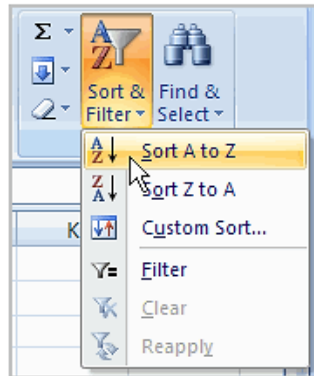 Σ
Sort & Filter
Find & Select
Sort A to Z
Sort Z to A
Custom Sort...
Filter
Clear
Reapply
K